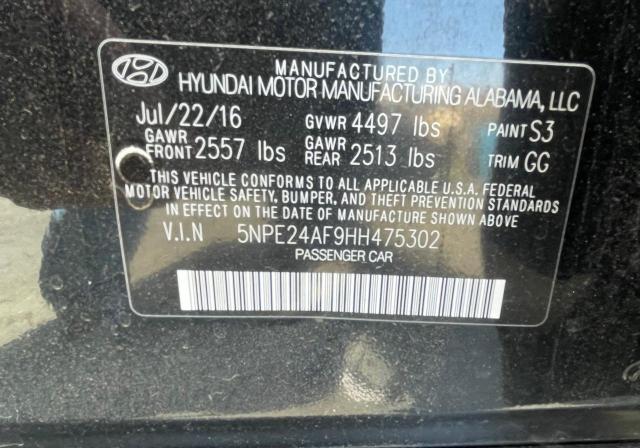 MANUFACTURED BY
HYUNDAI MOTOR MANUFACTURING ALABAMA, LLC
Jul/22/16 GVWR 4497 lbs PAINT S3
GAWR FRONT 2557 lbs GAWR REAR 2513 lbs TRIM GG
THIS VEHICLE CONFORMS TO ALL APPLICABLE U.S.A. FEDERAL
MOTOR VEHICLE SAFETY, BUMPER, AND THEFT PREVENTION STANDARDS
IN EFFECT ON THE DATE OF MANUFACTURE SHOWN ABOVE
V.I.N 5NPE24AF9HH475302
PASSENGER CAR